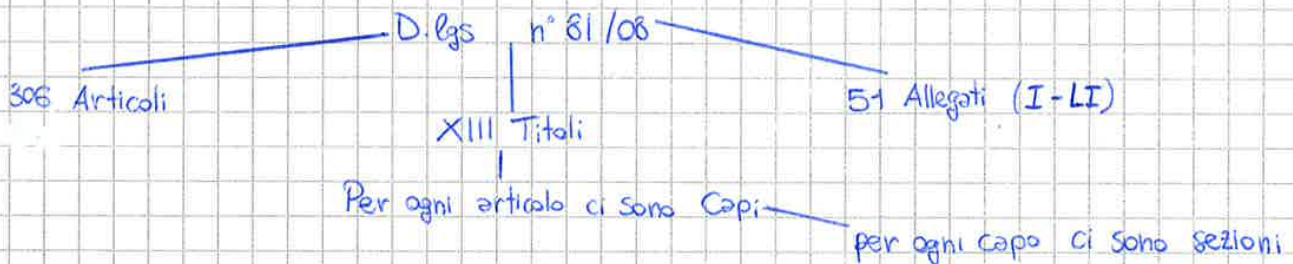 D.lgs n° 81/08
306 Articoli
51 Allegati (I-LI)
XIII Titoli
Per ogni articolo ci sono Capi
per ogni capo ci sono sezioni